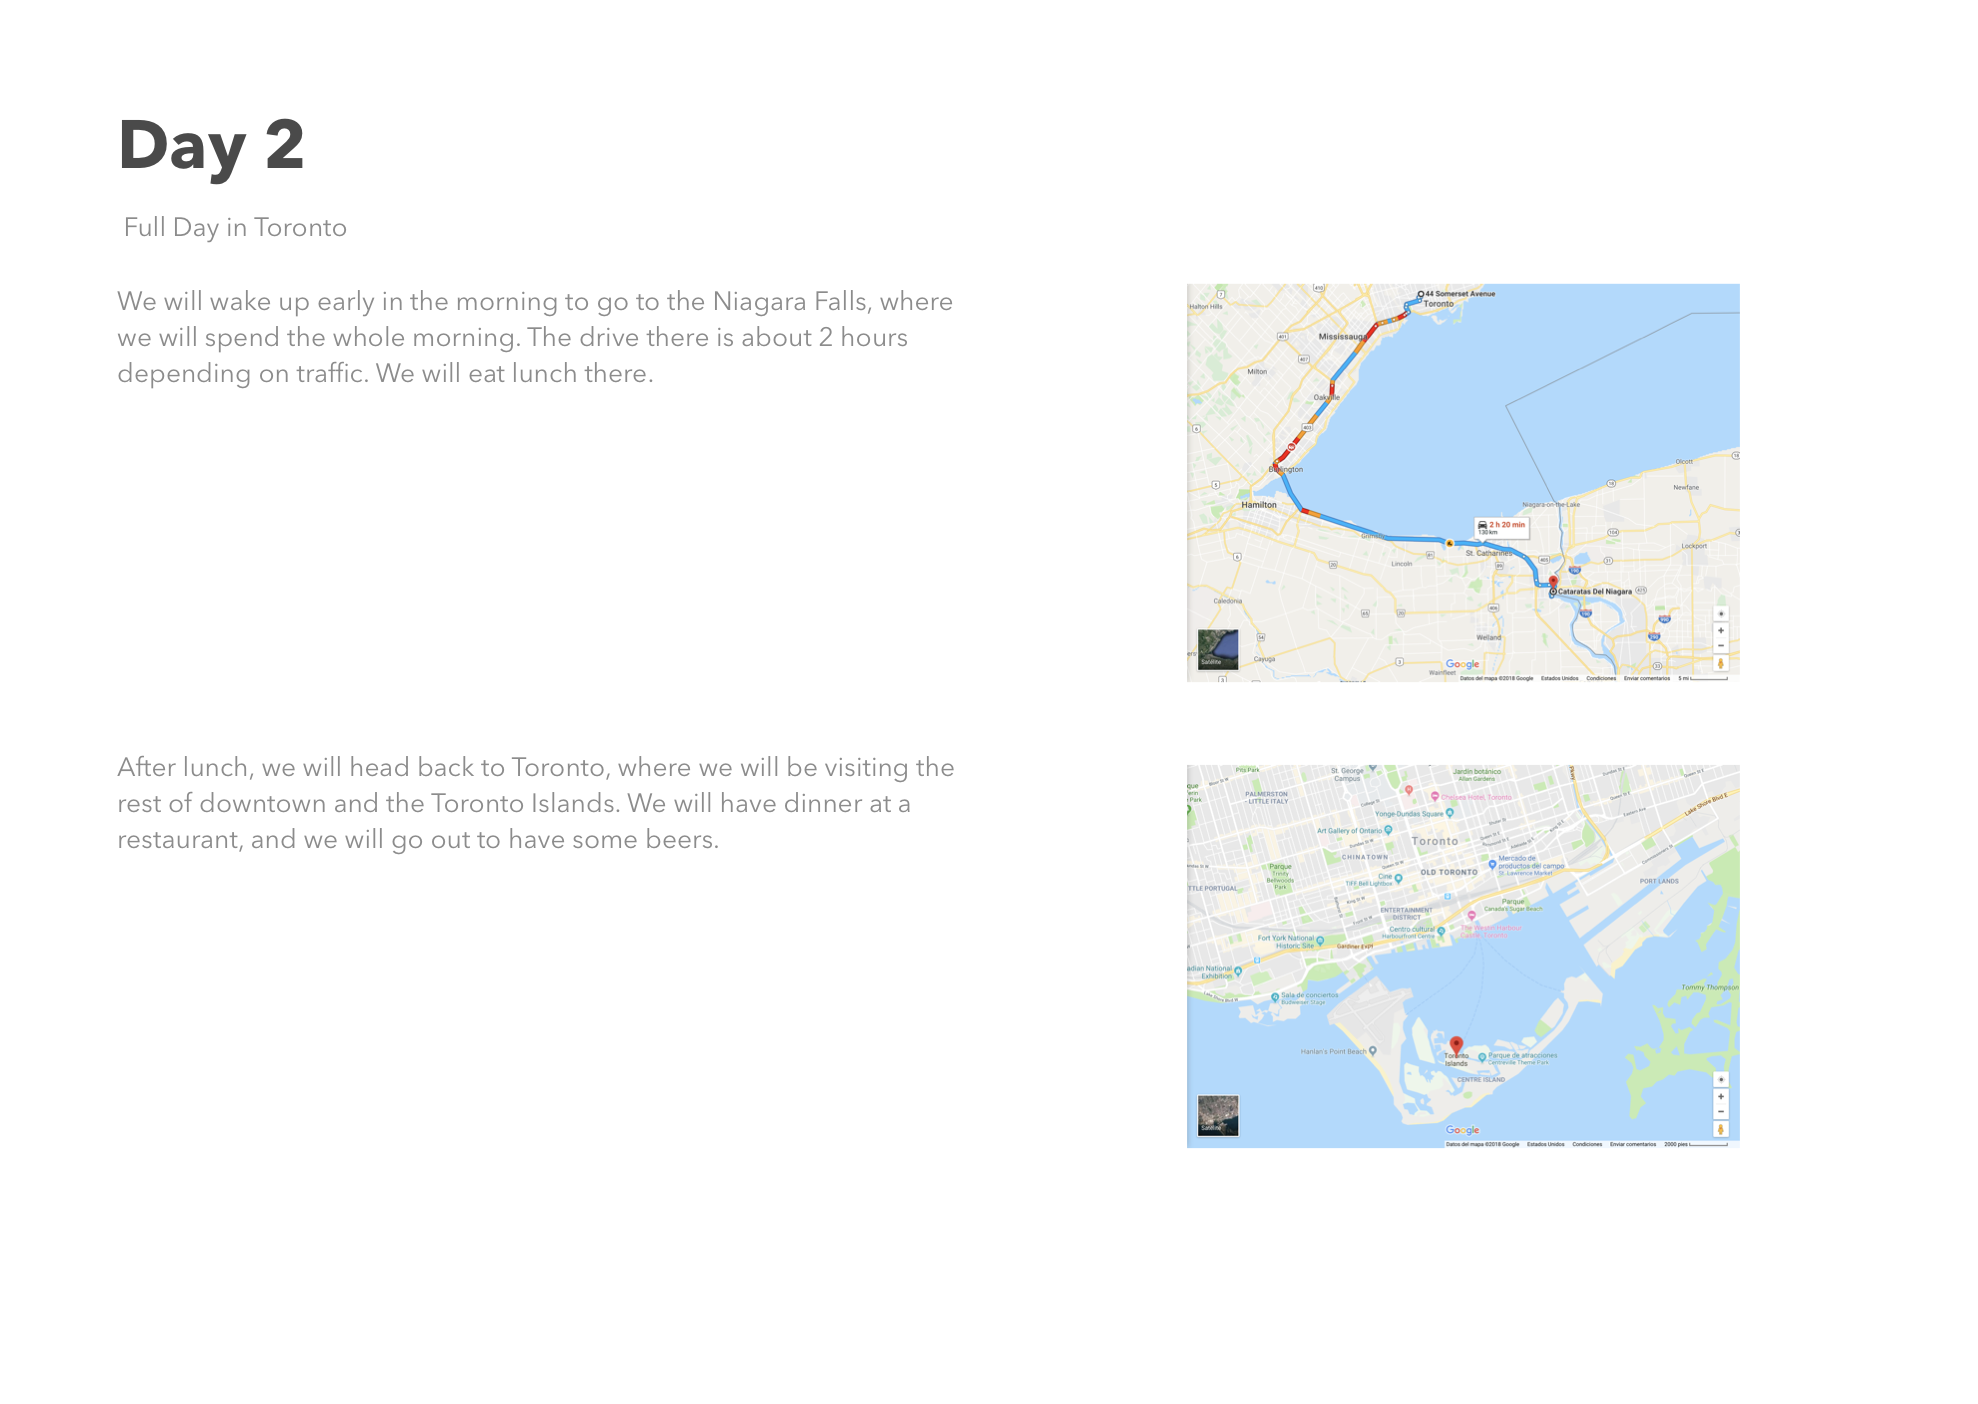 Day 2
Full Day in Toronto
We will wake up early in the morning to go to the Niagara Falls, where
we will spend the whole morning. The drive there is about 2 hours
depending on traffic. We will eat lunch there.
44 Somerset Avenue
Toronto
Halton Hills
Mississauga
Milton
Oakville
Burlington
Hamilton
Olcott
Newfane
Niagara-on-the-Lake
2 h 20 min
130 km
Grimsby
St. Catharines
Lincoln
Lockport
Cataratas Del Niagara
Caledonia
Welland
Cayuga
Wainfleet
Satélite
Google
Datos del mapa ©2018 Google Estados Unidos Condiciones Enviar comentarios 5 mi
After lunch, we will head back to Toronto, where we will be visiting the
rest of downtown and the Toronto Islands. We will have dinner at a
restaurant, and we will go out to have some beers.
Pits Park
St. George
Campus
Jardín botánico
Allan Gardens
PALMERSTON
-LITTLE ITALY
Chelsea Hotel, Toronto
Lake Shore Blvd E
Yonge-Dundas Square
Art Gallery of Ontario
Toronto
CHINATOWN
Mercado de
productos del campo
St. Lawrence Market
Parque
Trinity
Bellwoods
Park
Cine
TIFF Bell Lightbox
OLD TORONTO
TTLE PORTUGAL
PORT LANDS
ENTERTAINMENT
DISTRICT
Parque
Canada's Sugar Beach
Centro cultural
Harbourfront Centre
The Westin Harbour
Castle, Toronto
Fort York National
Historic Site
Gardiner Expy
adian National
Exhibition
Lake Shore Blvd W
Sala de conciertos
Budweiser Stage
Tommy Thompson
Hanlan's Point Beach
Toronto
Islands
Parque de atracciones
Centreville Theme Park
CENTRE ISLAND
Satélite
Google
Datos del mapa ©2018 Google Estados Unidos Condiciones Enviar comentarios 2000 pies